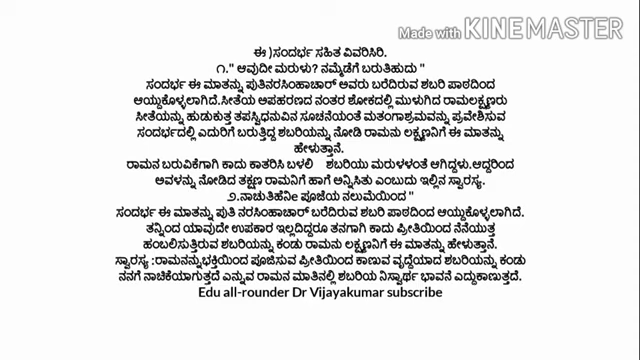 Made with KINEMASTER
ಈ )ಸಂದರ್ಭ ಸಹಿತ ವಿವರಿಸಿರಿ.
೧." ಆವುದೀ ಮರುಳು? ನಮ್ಮೆಡೆಗೆ ಬರುತಿಹುದು "
ಸಂದರ್ಭ ಈ ಮಾತನ್ನು ಪುತಿನರಸಿಂಹಾಚಾರ್ ಅವರು ಬರೆದಿರುವ ಶಬರಿ ಪಾಠದಿಂದ
ಆಯ್ದುಕೊಳ್ಳಲಾಗಿದೆ.ಸೀತೆಯ ಅಪಹರಣದ ನಂತರ ಶೋಕದಲ್ಲಿ ಮುಳುಗಿದ ರಾಮಲಕ್ಷ್ಮಣರು
ಸೀತೆಯನ್ನು ಹುಡುಕುತ್ತ ತಪಸ್ವಿಧನುವಿನ ಸೂಚನೆಯಂತೆ ಮತಂಗಾಶ್ರಮವನ್ನು ಪ್ರವೇಶಿಸುವ
ಸಂದರ್ಭದಲ್ಲಿ ಎದುರಿಗೆ ಬರುತ್ತಿದ್ದ ಶಬರಿಯನ್ನು ನೋಡಿ ರಾಮನು ಲಕ್ಷ್ಮಣನಿಗೆ ಈ ಮಾತನ್ನು
ಹೇಳುತ್ತಾನೆ.
ರಾಮನ ಬರುವಿಕೆಗಾಗಿ ಕಾದು ಕಾತರಿಸಿ ಬಳಲಿ ಶಬರಿಯು ಮರುಳಳಂತೆ ಆಗಿದ್ದಳು.ಆದ್ದರಿಂದ
ಅವಳನ್ನು ನೋಡಿದ ತಕ್ಷಣ ರಾಮನಿಗೆ ಹಾಗೆ ಅನ್ನಿಸಿತು ಎಂಬುದು ಇಲ್ಲಿನ ಸ್ವಾರಸ್ಯ.
೨.ನಾಚುತಿಹೆನಿe ಪೂಜೆಯ ನಲುಮೆಯಿಂದ "
ಸಂದರ್ಭ ಈ ಮಾತನ್ನು ಪುತಿ ನರಸಿಂಹಾಚಾರ್ ಬರೆದಿರುವ ಶಬರಿ ಪಾಠದಿಂದ ಆಯ್ದುಕೊಳ್ಳಲಾಗಿದೆ.
ತನ್ನಿಂದ ಯಾವುದೇ ಉಪಕಾರ ಇಲ್ಲದಿದ್ದರೂ ತನಗಾಗಿ ಕಾದು ಪ್ರೀತಿಯಿಂದ ನೆನೆಯುತ್ತ
ಹಂಬಲಿಸುತ್ತಿರುವ ಶಬರಿಯನ್ನು ಕಂಡು ರಾಮನು ಲಕ್ಷ್ಮಣನಿಗೆ ಈ ಮಾತನ್ನು ಹೇಳುತ್ತಾನೆ.
ಸ್ವಾರಸ್ಯ :ರಾಮನನ್ನುಭಕ್ತಿಯಿಂದ ಪೂಜಿಸುವ ಪ್ರೀತಿಯಿಂದ ಕಾಣುವ ವೃದ್ಧೆಯಾದ ಶಬರಿಯನ್ನು ಕಂಡು
ನನಗೆ ನಾಚಿಕೆಯಾಗುತ್ತದೆ ಎನ್ನುವ ರಾಮನ ಮಾತಿನಲ್ಲಿ ಶಬರಿಯ ನಿಸ್ವಾರ್ಥ ಭಾವನೆ ಎದ್ದುಕಾಣುತ್ತದೆ.
Edu all-rounder Dr Vijayakumar subscribe